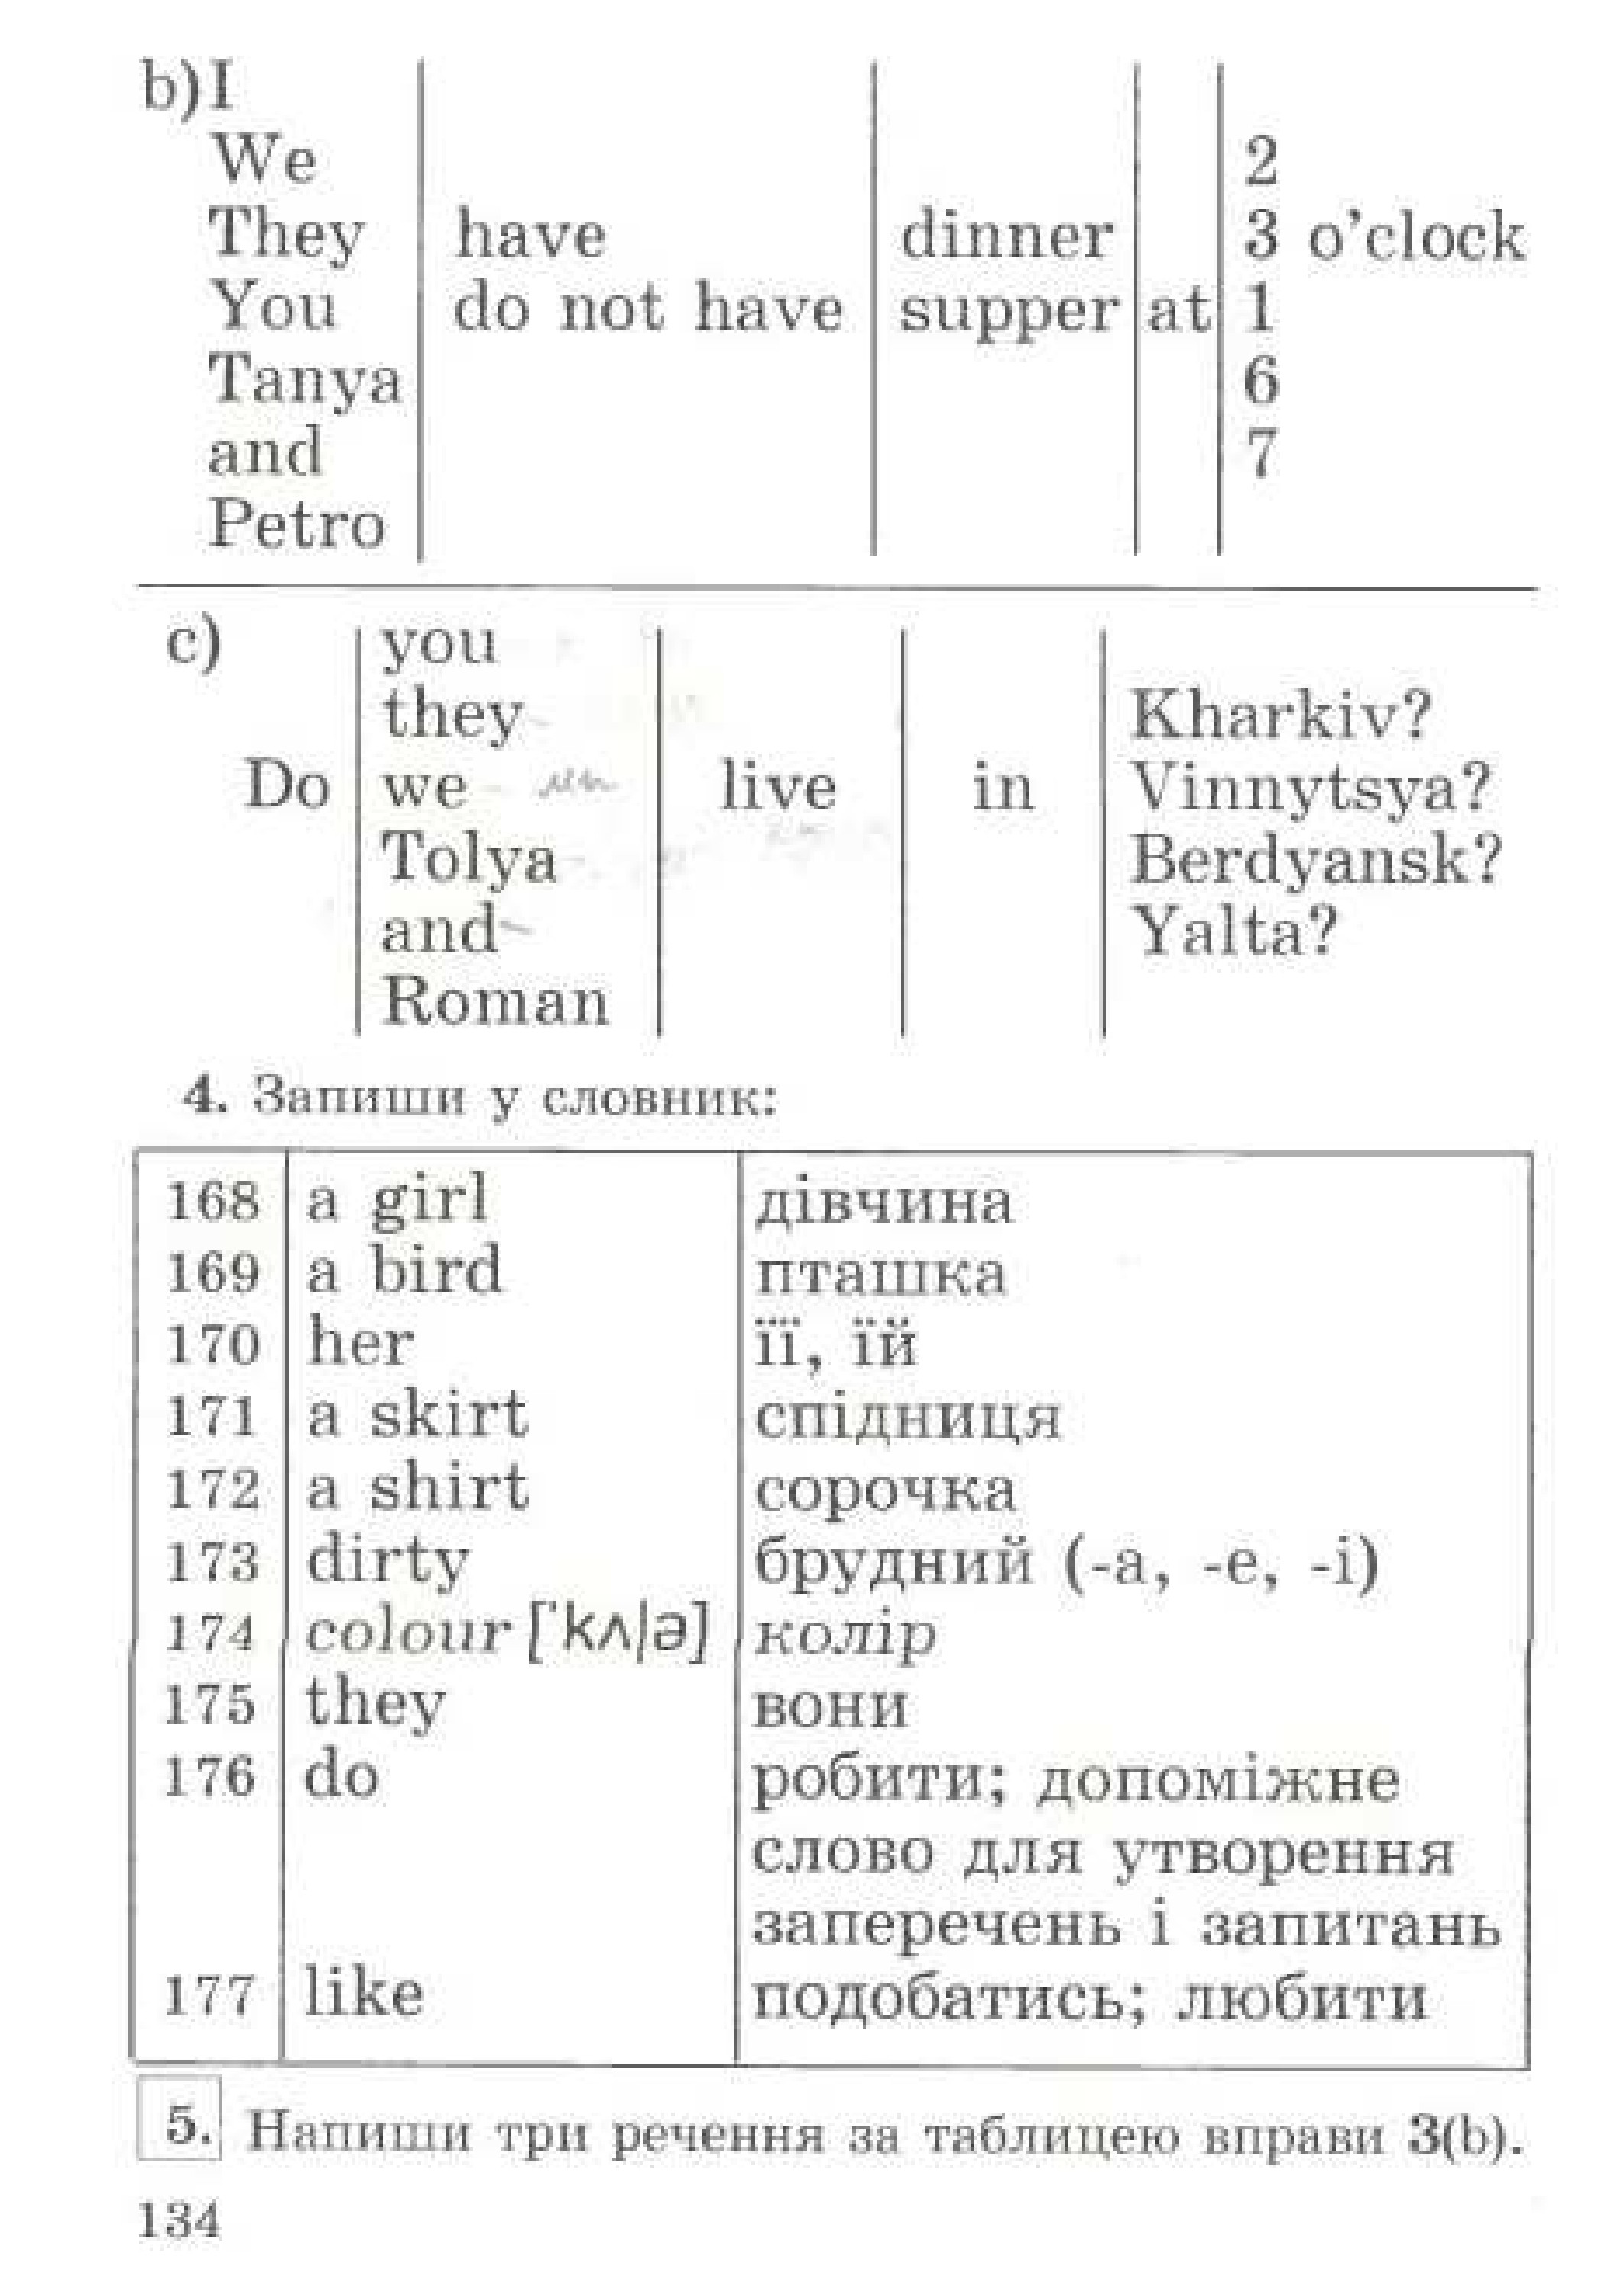 b) I
We 2
They have dinner 3 o'clock
You do not have supper at 1
Tanya 6
and 7
Petro
c) you
they Kharkiv?
Do we live in Vinnytsya?
Tolya Berdyansk?
and Yalta?
Roman
4. Запиши у словник:
168 a girl дівчина
169 a bird пташка
170 her її, їй
171 a skirt спідниця
172 a shirt сорочка
173 dirty брудний (-а, -е, -і)
174 colour [ˈkʌlə] колір
175 they вони
176 do робити; допоміжне
слово для утворення
заперечень і запитань
177 like подобатись; любити
5. Напиши три речення за таблицею вправи 3(b).
134